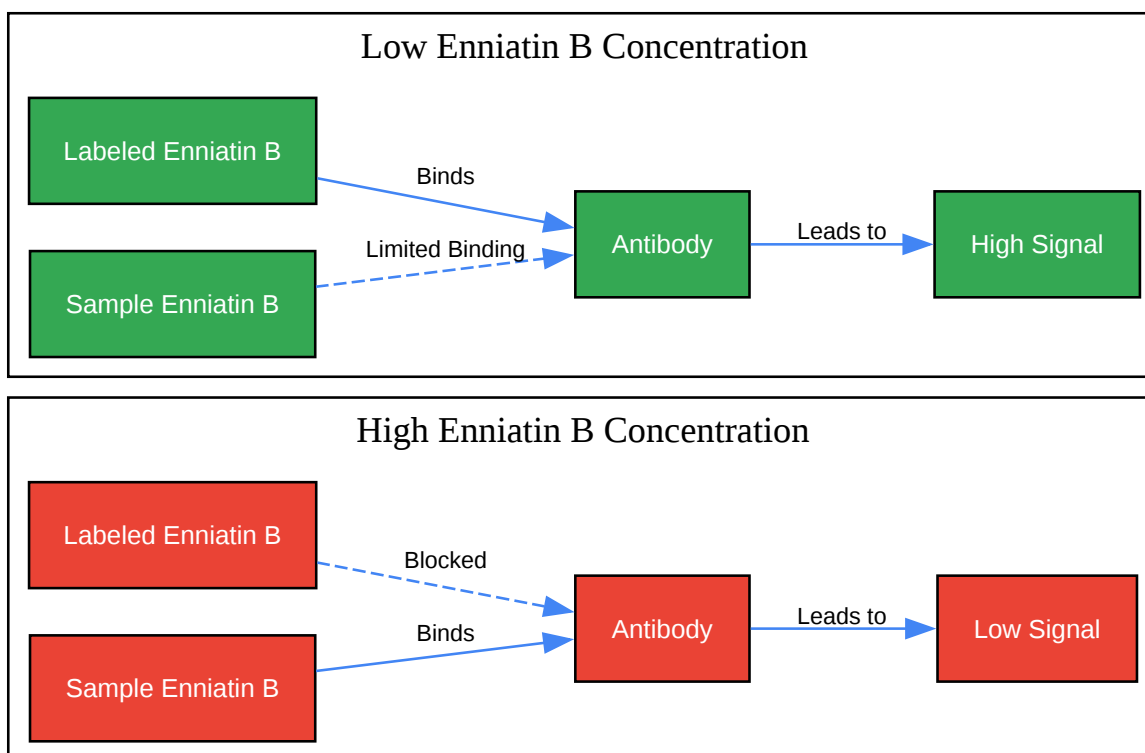 Low Enniatin B Concentration
Labeled Enniatin B
Binds
Limited Binding
Sample Enniatin B
Antibody
Leads to
High Signal
High Enniatin B Concentration
Labeled Enniatin B
Blocked
Binds
Sample Enniatin B
Antibody
Leads to
Low Signal